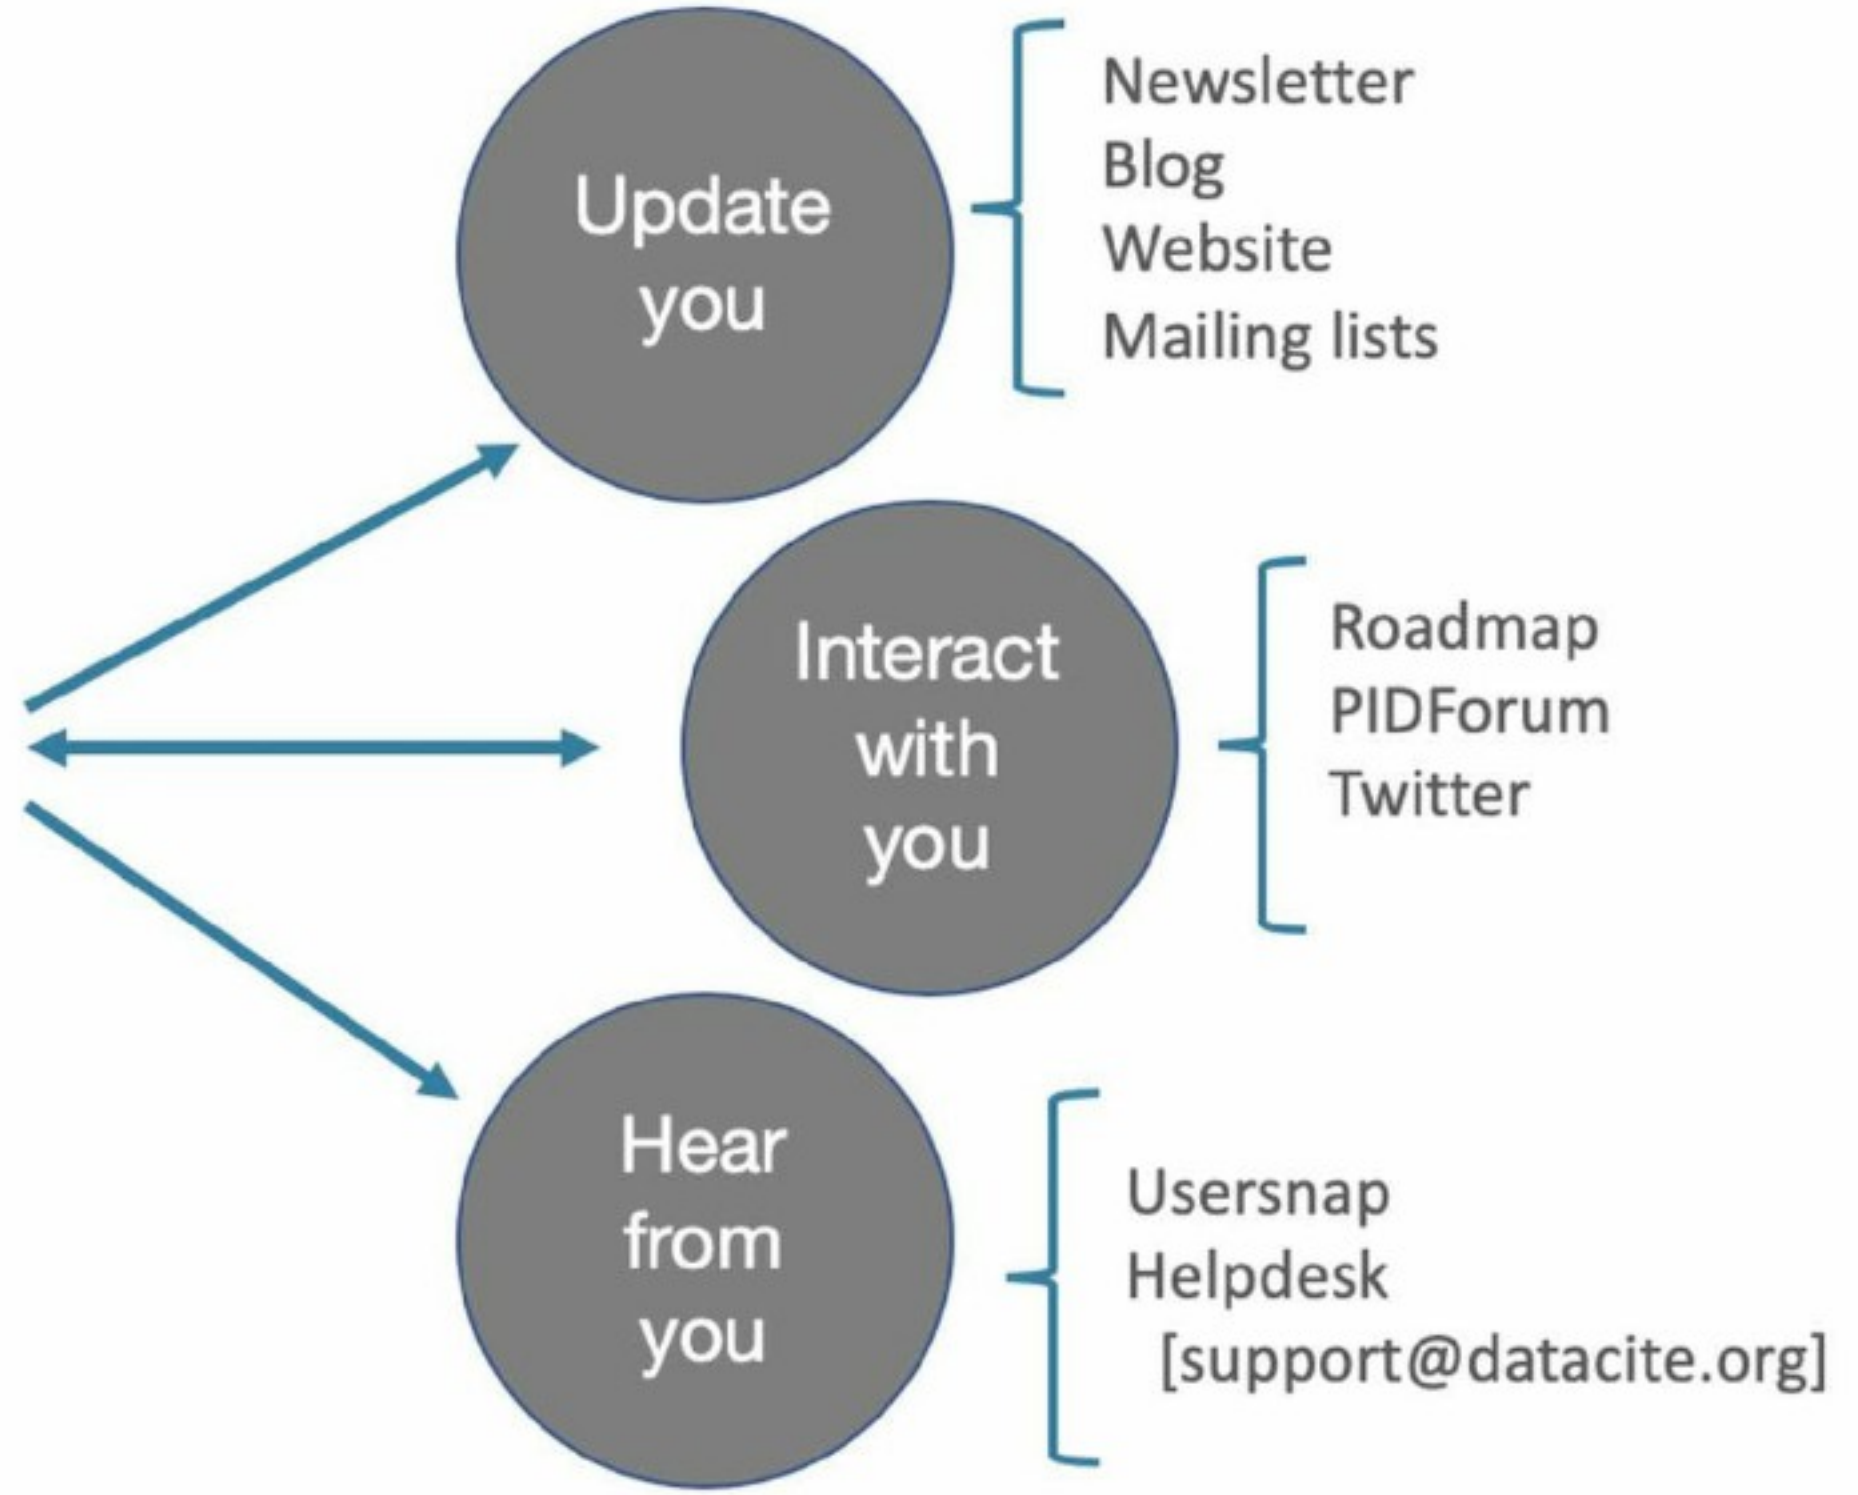 Update
you
Newsletter
Blog
Website
Mailing lists
Interact
with
you
Roadmap
PIDForum
Twitter
Hear
from
you
Usersnap
Helpdesk
[support@datacite.org]